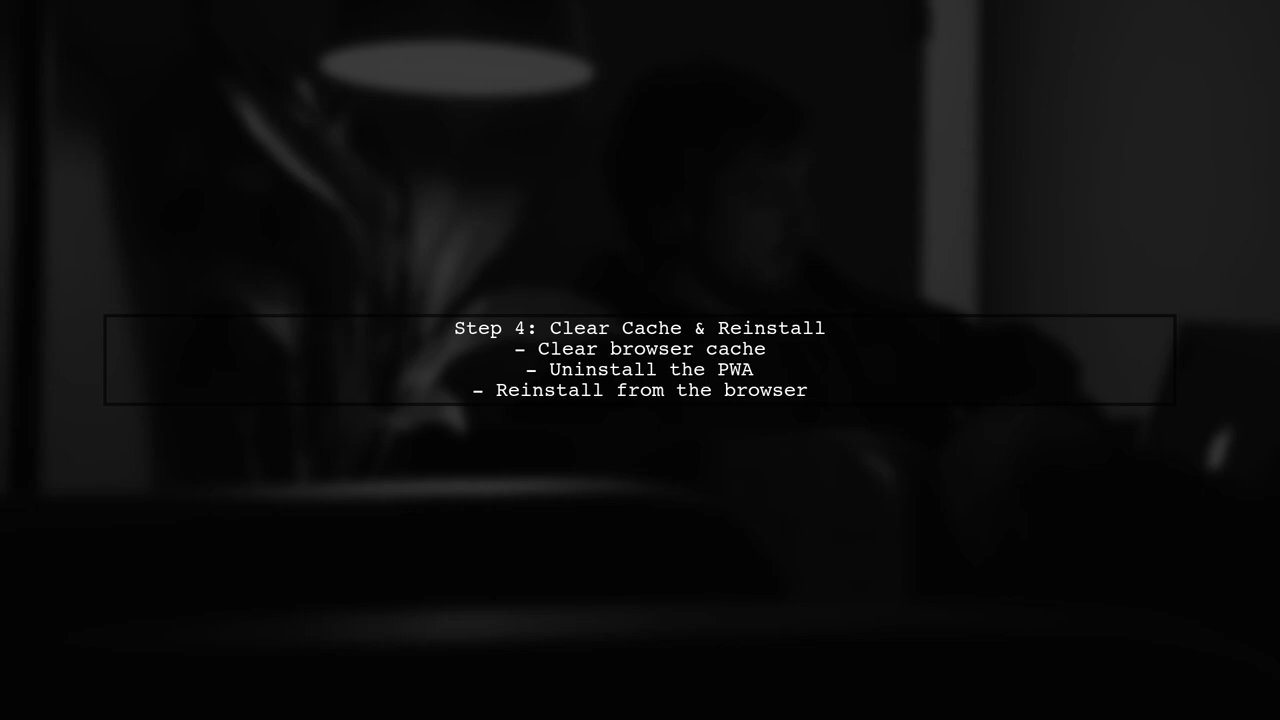 Step 4: Clear Cache & Reinstall
- Clear browser cache
- Uninstall the PWA
- Reinstall from the browser